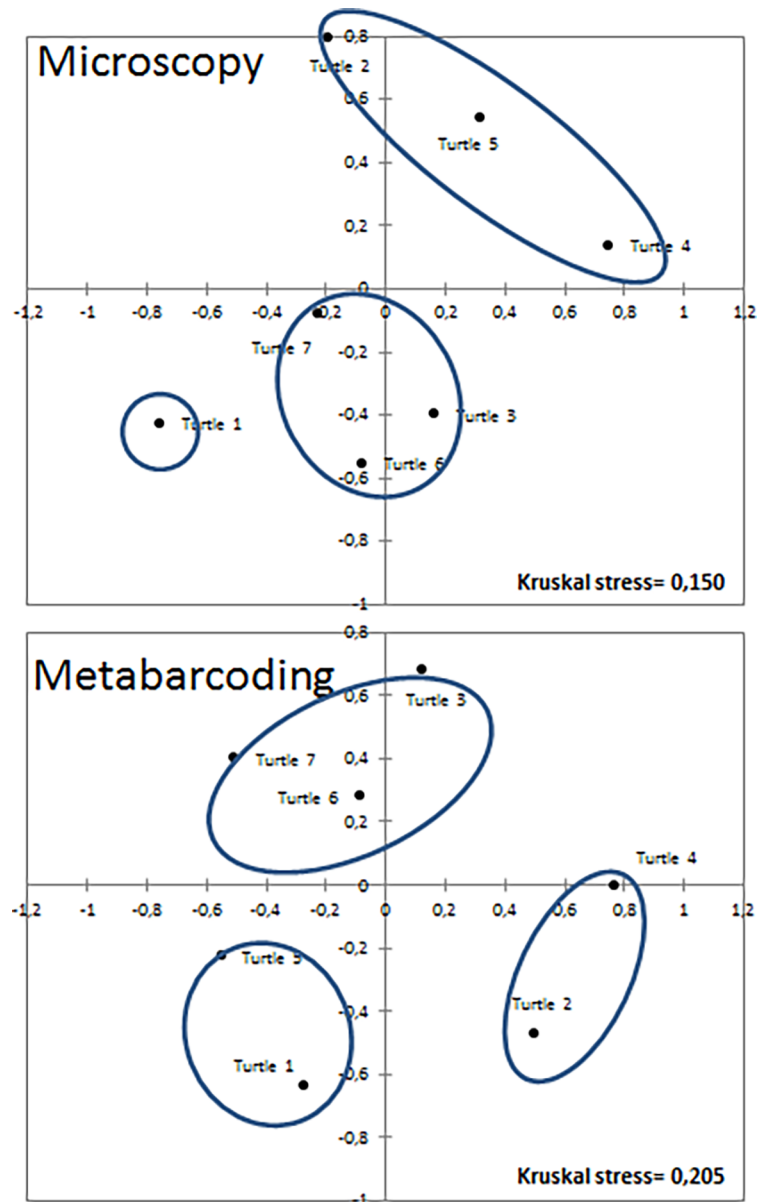 0,8
Microscopy
Turtle 2
0,6
Turtle 5
0,4
0,2
Turtle 4
0
-1,2 -1 -0,8 -0,6 -0,4 -0,2 0 0,2 0,4 0,6 0,8 1 1,2
Turtle 7
-0,2
-0,4
Turtle 3
Turtle 1
Turtle 6
-0,6
-0,8
Kruskal stress= 0,150
-1
0,8
Metabarcoding
0,6
Turtle 3
0,4
Turtle 7
Turtle 6
0,2
Turtle 4
0
-1,2 -1 -0,8 -0,6 -0,4 -0,2 0 0,2 0,4 0,6 0,8 1 1,2
-0,2
Turtle 5
Turtle 2
-0,4
Turtle 1
-0,6
-0,8
Kruskal stress= 0,205
-1